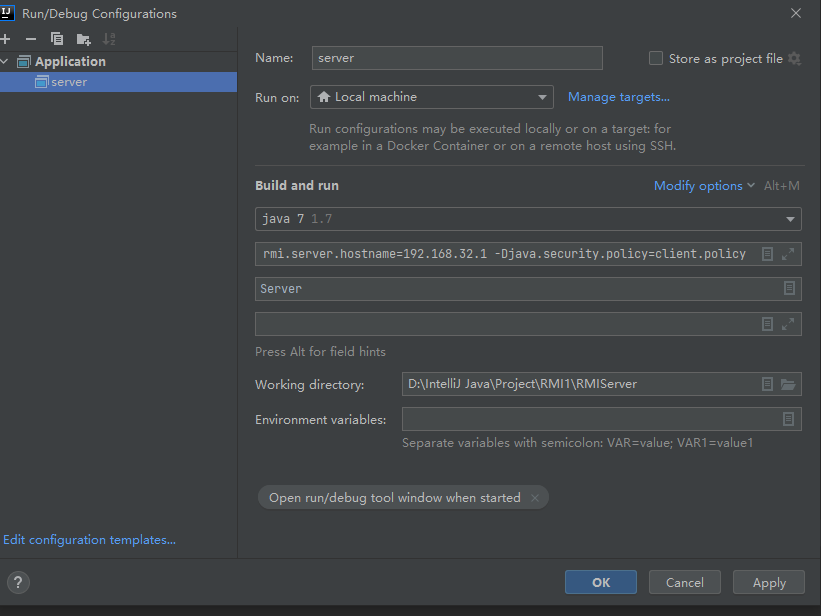 IJ
Run/Debug Configurations
Application
server
Edit configuration templates...
Name:
server
Store as project file
Run on:
Local machine
Manage targets...
Run configurations may be executed locally or on a target: for
example in a Docker Container or on a remote host using SSH.
Build and run
Modify options
Alt+M
java 7 1.7
rmi.server.hostname=192.168.32.1 -Djava.security.policy=client.policy
Server
Press Alt for field hints
Working directory:
D:\IntelliJ Java\Project\RMI1\RMIServer
Environment variables:
Separate variables with semicolon: VAR=value; VAR1=value1
Open run/debug tool window when started
?
OK
Cancel
Apply